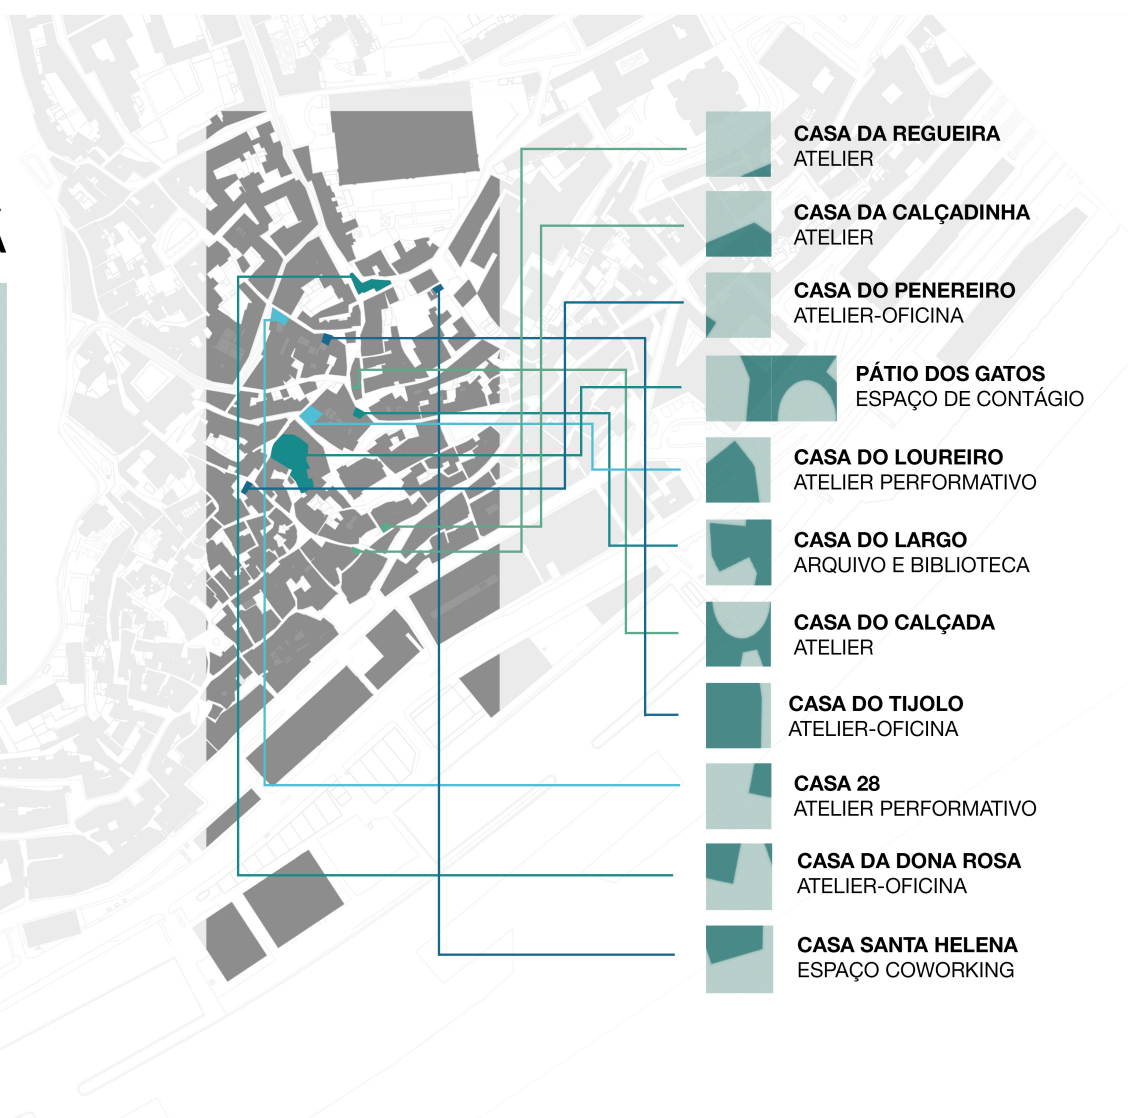 CASA DA REGUEIRA
ATELIER
CASA DA CALÇADINHA
ATELIER
CASA DO PENEREIRO
ATELIER-OFICINA
PÁTIO DOS GATOS
ESPAÇO DE CONTÁGIO
CASA DO LOUREIRO
ATELIER PERFORMATIVO
CASA DO LARGO
ARQUIVO E BIBLIOTECA
CASA DO CALÇADA
ATELIER
CASA DO TIJOLO
ATELIER-OFICINA
CASA 28
ATELIER PERFORMATIVO
CASA DA DONA ROSA
ATELIER-OFICINA
CASA SANTA HELENA
ESPAÇO COWORKING